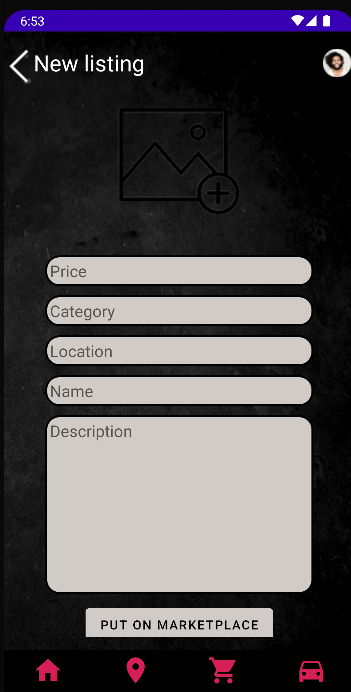 6:53
New listing
Price
Category
Location
Name
Description
PUT ON MARKETPLACE